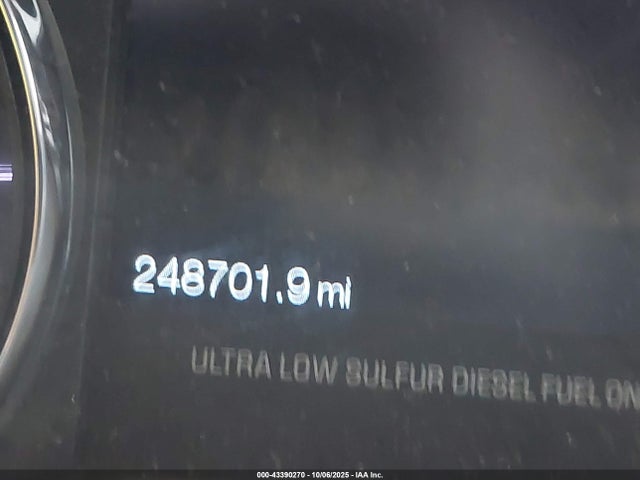 248701.9 mi
ULTRA LOW SULFUR DIESEL FUEL ON
000-43390270 - 10/06/2025 - IAA Inc.